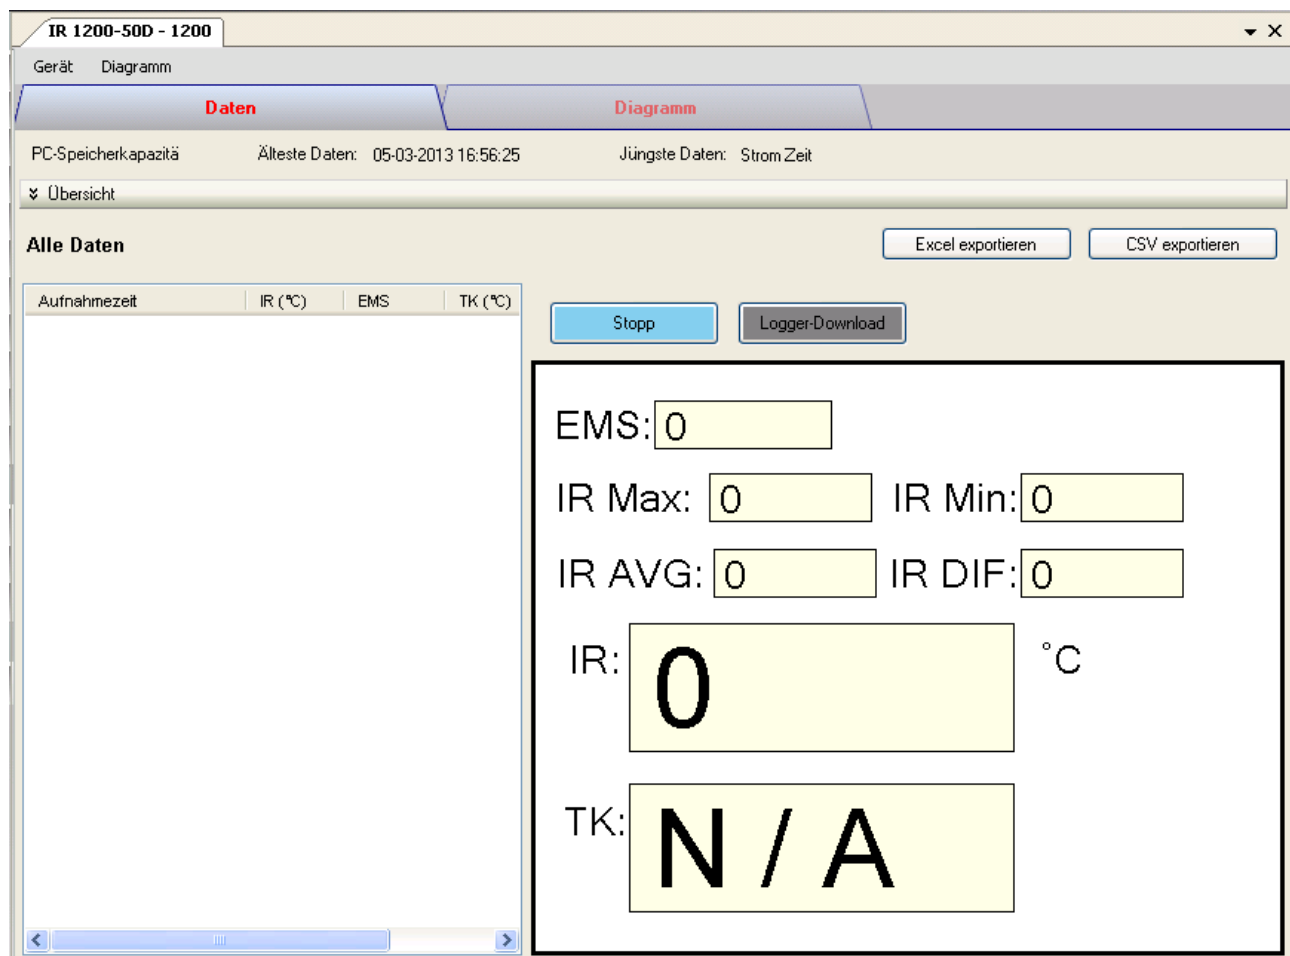 IR 1200-50D - 1200
Gerät Diagramm
Daten Diagramm
PC-Speicherkapazitä Älteste Daten: 05-03-2013 16:56:25 Jüngste Daten: Strom Zeit
Übersicht
Alle Daten Excel exportieren CSV exportieren
Aufnahmezeit IR (°C) EMS TK (°C)
Stopp Logger-Download
EMS: 0
IR Max: 0 IR Min: 0
IR AVG: 0 IR DIF: 0
IR: 0 °C
TK: N / A